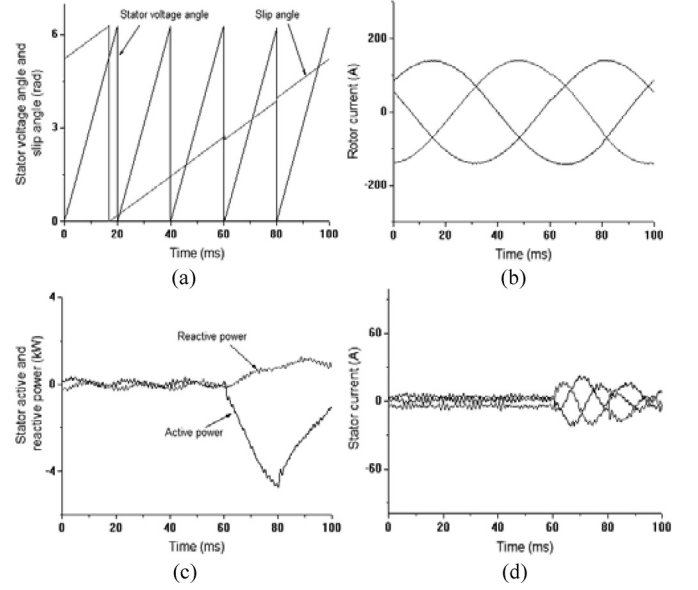 Stator voltage angle
Slip angle
Stator voltage angle and
slip angle (rad)
6
3
0
0 20 40 60 80 100
Time (ms)
(a)
Rotor current (A)
200
0
-200
0 20 40 60 80 100
Time (ms)
(b)
Stator active and
reactive power (kW)
4
0
-4
Reactive power
Active power
0 20 40 60 80 100
Time (ms)
(c)
Stator current (A)
60
0
-60
0 20 40 60 80 100
Time (ms)
(d)